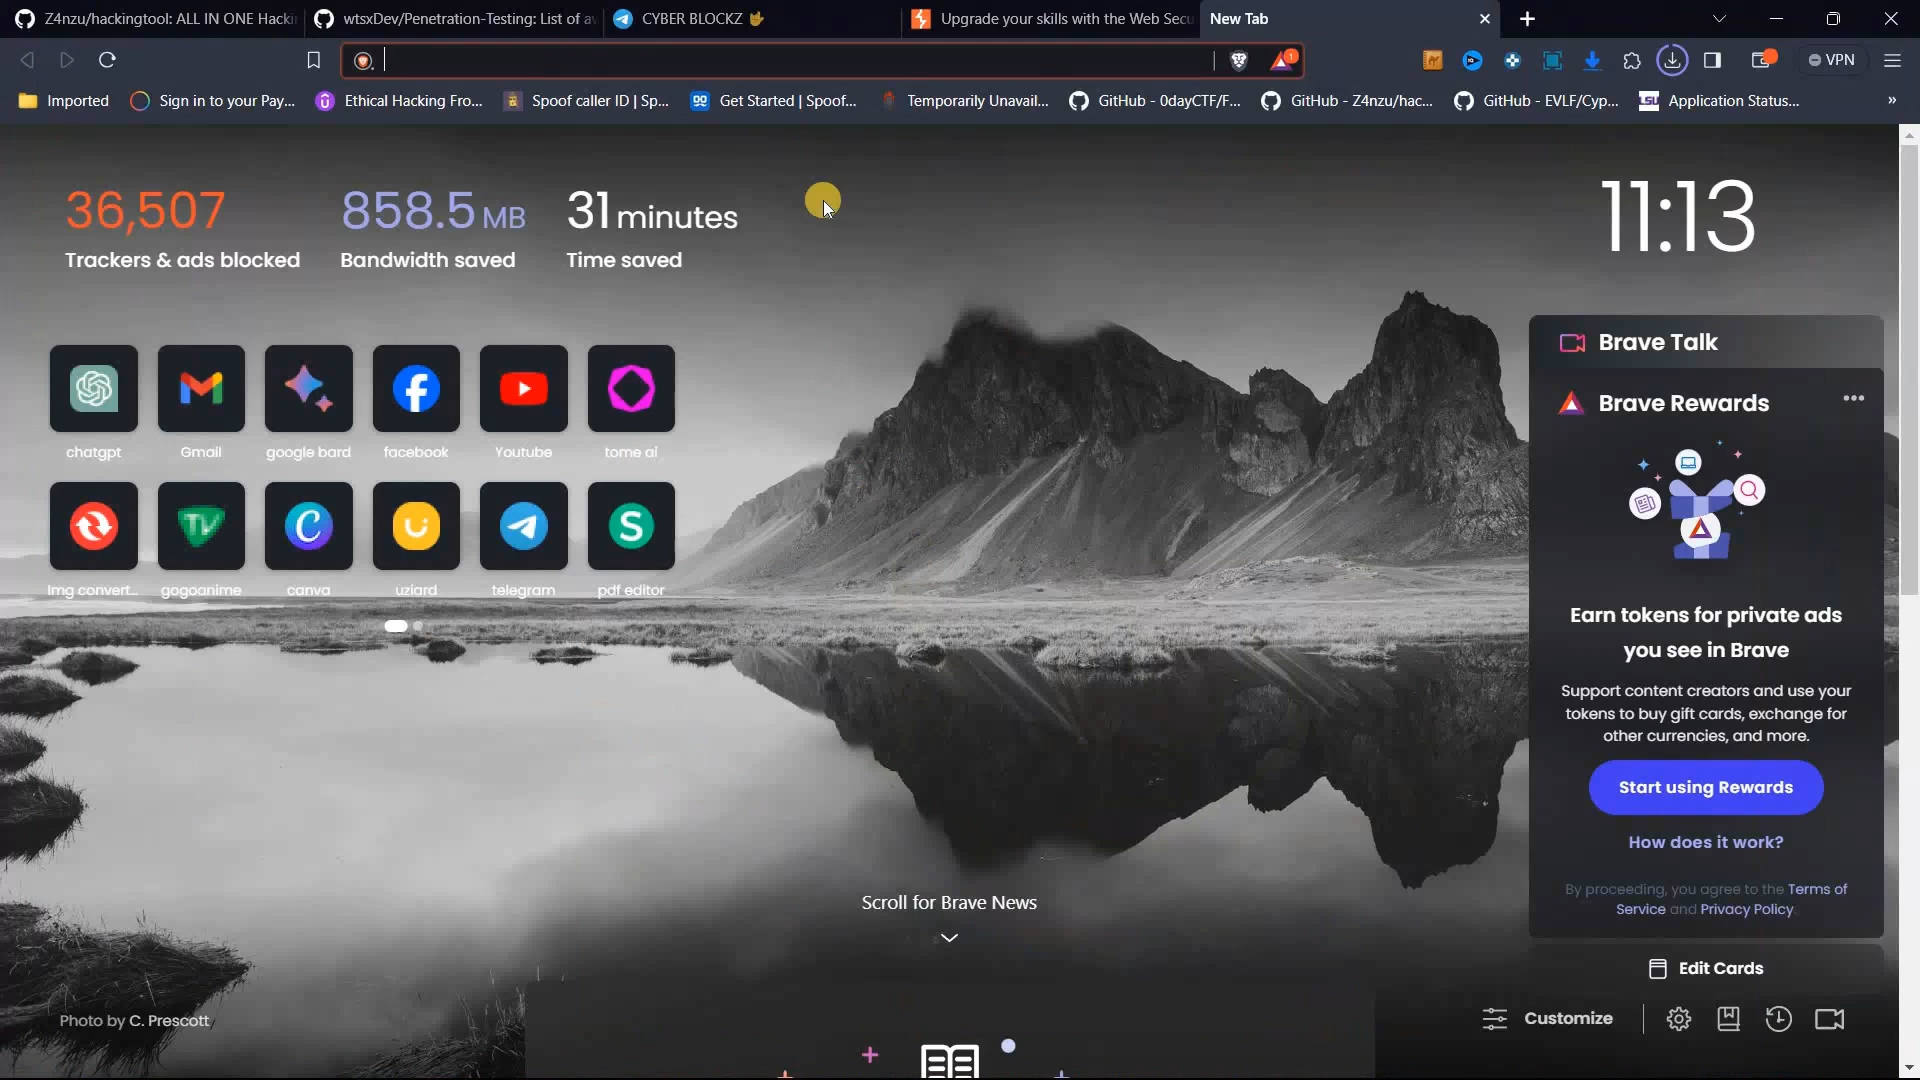 Z4nzu/hackingtool: ALL IN ONE Hacki
wtsxDev/Penetration-Testing: List of a
CYBER BLOCKZ 🤟
Upgrade your skills with the Web Secu
New Tab
1
VPN
Imported
Sign in to your Pay...
Ethical Hacking Fro...
Spoof caller ID | Sp...
Get Started | Spoof...
Temporarily Unavail...
GitHub - 0dayCTF/F...
GitHub - Z4nzu/hac...
GitHub - EVLF/Cyp...
LSU
Application Status...
»
36,507
Trackers & ads blocked
858.5 MB
Bandwidth saved
31 minutes
Time saved
11:13
chatgpt
Gmail
google bard
facebook
Youtube
tome ai
TV
C
S
Img convert...
gogoanime
canva
uziard
telegram
pdf editor
Brave Talk
Brave Rewards
Earn tokens for private ads
you see in Brave
Support content creators and use your
tokens to buy gift cards, exchange for
other currencies, and more.
Start using Rewards
How does it work?
By proceeding, you agree to the Terms of
Service and Privacy Policy.
Edit Cards
Scroll for Brave News
Photo by C. Prescott
Customize